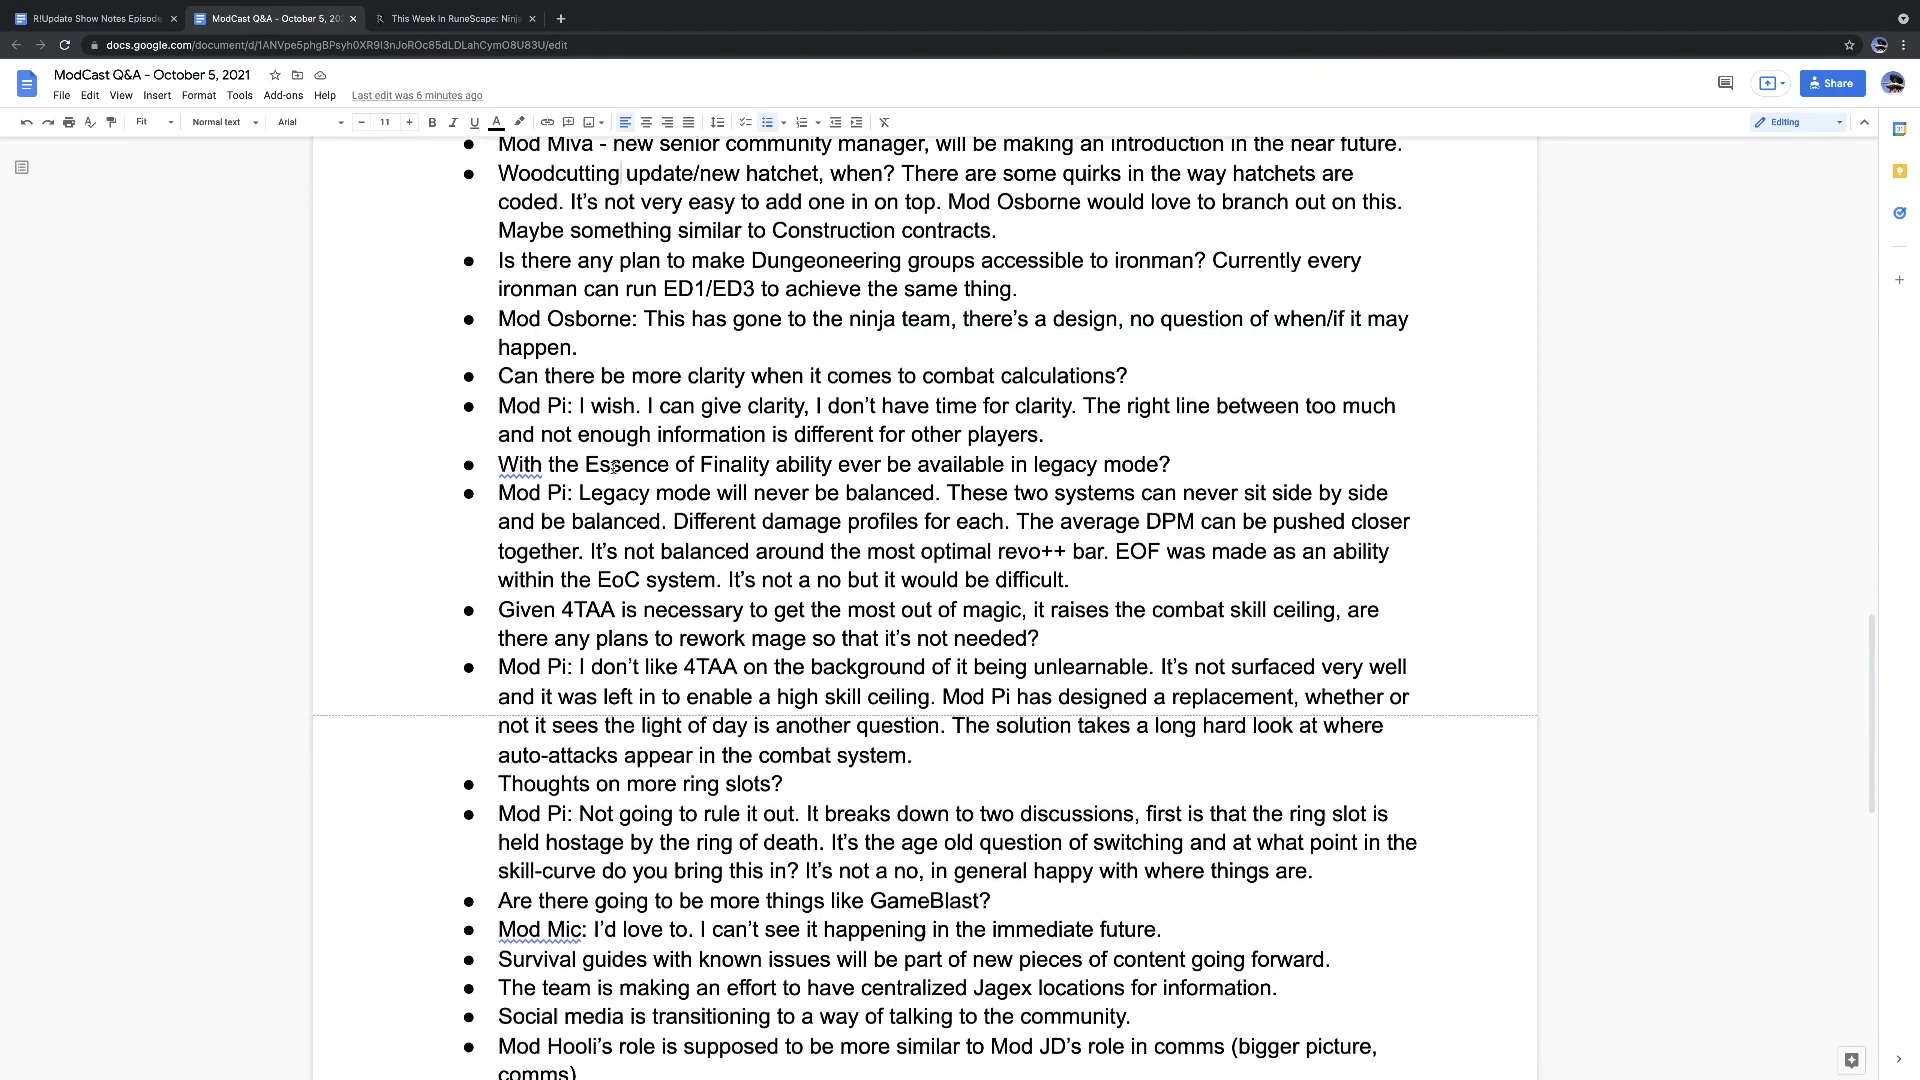 R!Update Show Notes Episode
ModCast Q&A - October 5, 202
This Week In RuneScape: Ninja
docs.google.com/document/d/1ANVpe5phgBPsyh0XR9I3nJoROc85dLDLahCymO8U83U/edit
ModCast Q&A - October 5, 2021
File Edit View Insert Format Tools Add-ons Help Last edit was 6 minutes ago
Share
Fit Normal text Arial 11 Editing
Mod Miva - new senior community manager, will be making an introduction in the near future.
Woodcutting update/new hatchet, when? There are some quirks in the way hatchets are
coded. It's not very easy to add one in on top. Mod Osborne would love to branch out on this.
Maybe something similar to Construction contracts.
Is there any plan to make Dungeoneering groups accessible to ironman? Currently every
ironman can run ED1/ED3 to achieve the same thing.
Mod Osborne: This has gone to the ninja team, there's a design, no question of when/if it may
happen.
Can there be more clarity when it comes to combat calculations?
Mod Pi: I wish. I can give clarity, I don't have time for clarity. The right line between too much
and not enough information is different for other players.
With the Essence of Finality ability ever be available in legacy mode?
Mod Pi: Legacy mode will never be balanced. These two systems can never sit side by side
and be balanced. Different damage profiles for each. The average DPM can be pushed closer
together. It's not balanced around the most optimal revo++ bar. EOF was made as an ability
within the EoC system. It's not a no but it would be difficult.
Given 4TAA is necessary to get the most out of magic, it raises the combat skill ceiling, are
there any plans to rework mage so that it's not needed?
Mod Pi: I don't like 4TAA on the background of it being unlearnable. It's not surfaced very well
and it was left in to enable a high skill ceiling. Mod Pi has designed a replacement, whether or
not it sees the light of day is another question. The solution takes a long hard look at where
auto-attacks appear in the combat system.
Thoughts on more ring slots?
Mod Pi: Not going to rule it out. It breaks down to two discussions, first is that the ring slot is
held hostage by the ring of death. It's the age old question of switching and at what point in the
skill-curve do you bring this in? It's not a no, in general happy with where things are.
Are there going to be more things like GameBlast?
Mod Mic: I'd love to. I can't see it happening in the immediate future.
Survival guides with known issues will be part of new pieces of content going forward.
The team is making an effort to have centralized Jagex locations for information.
Social media is transitioning to a way of talking to the community.
Mod Hooli's role is supposed to be more similar to Mod JD's role in comms (bigger picture,
comms)